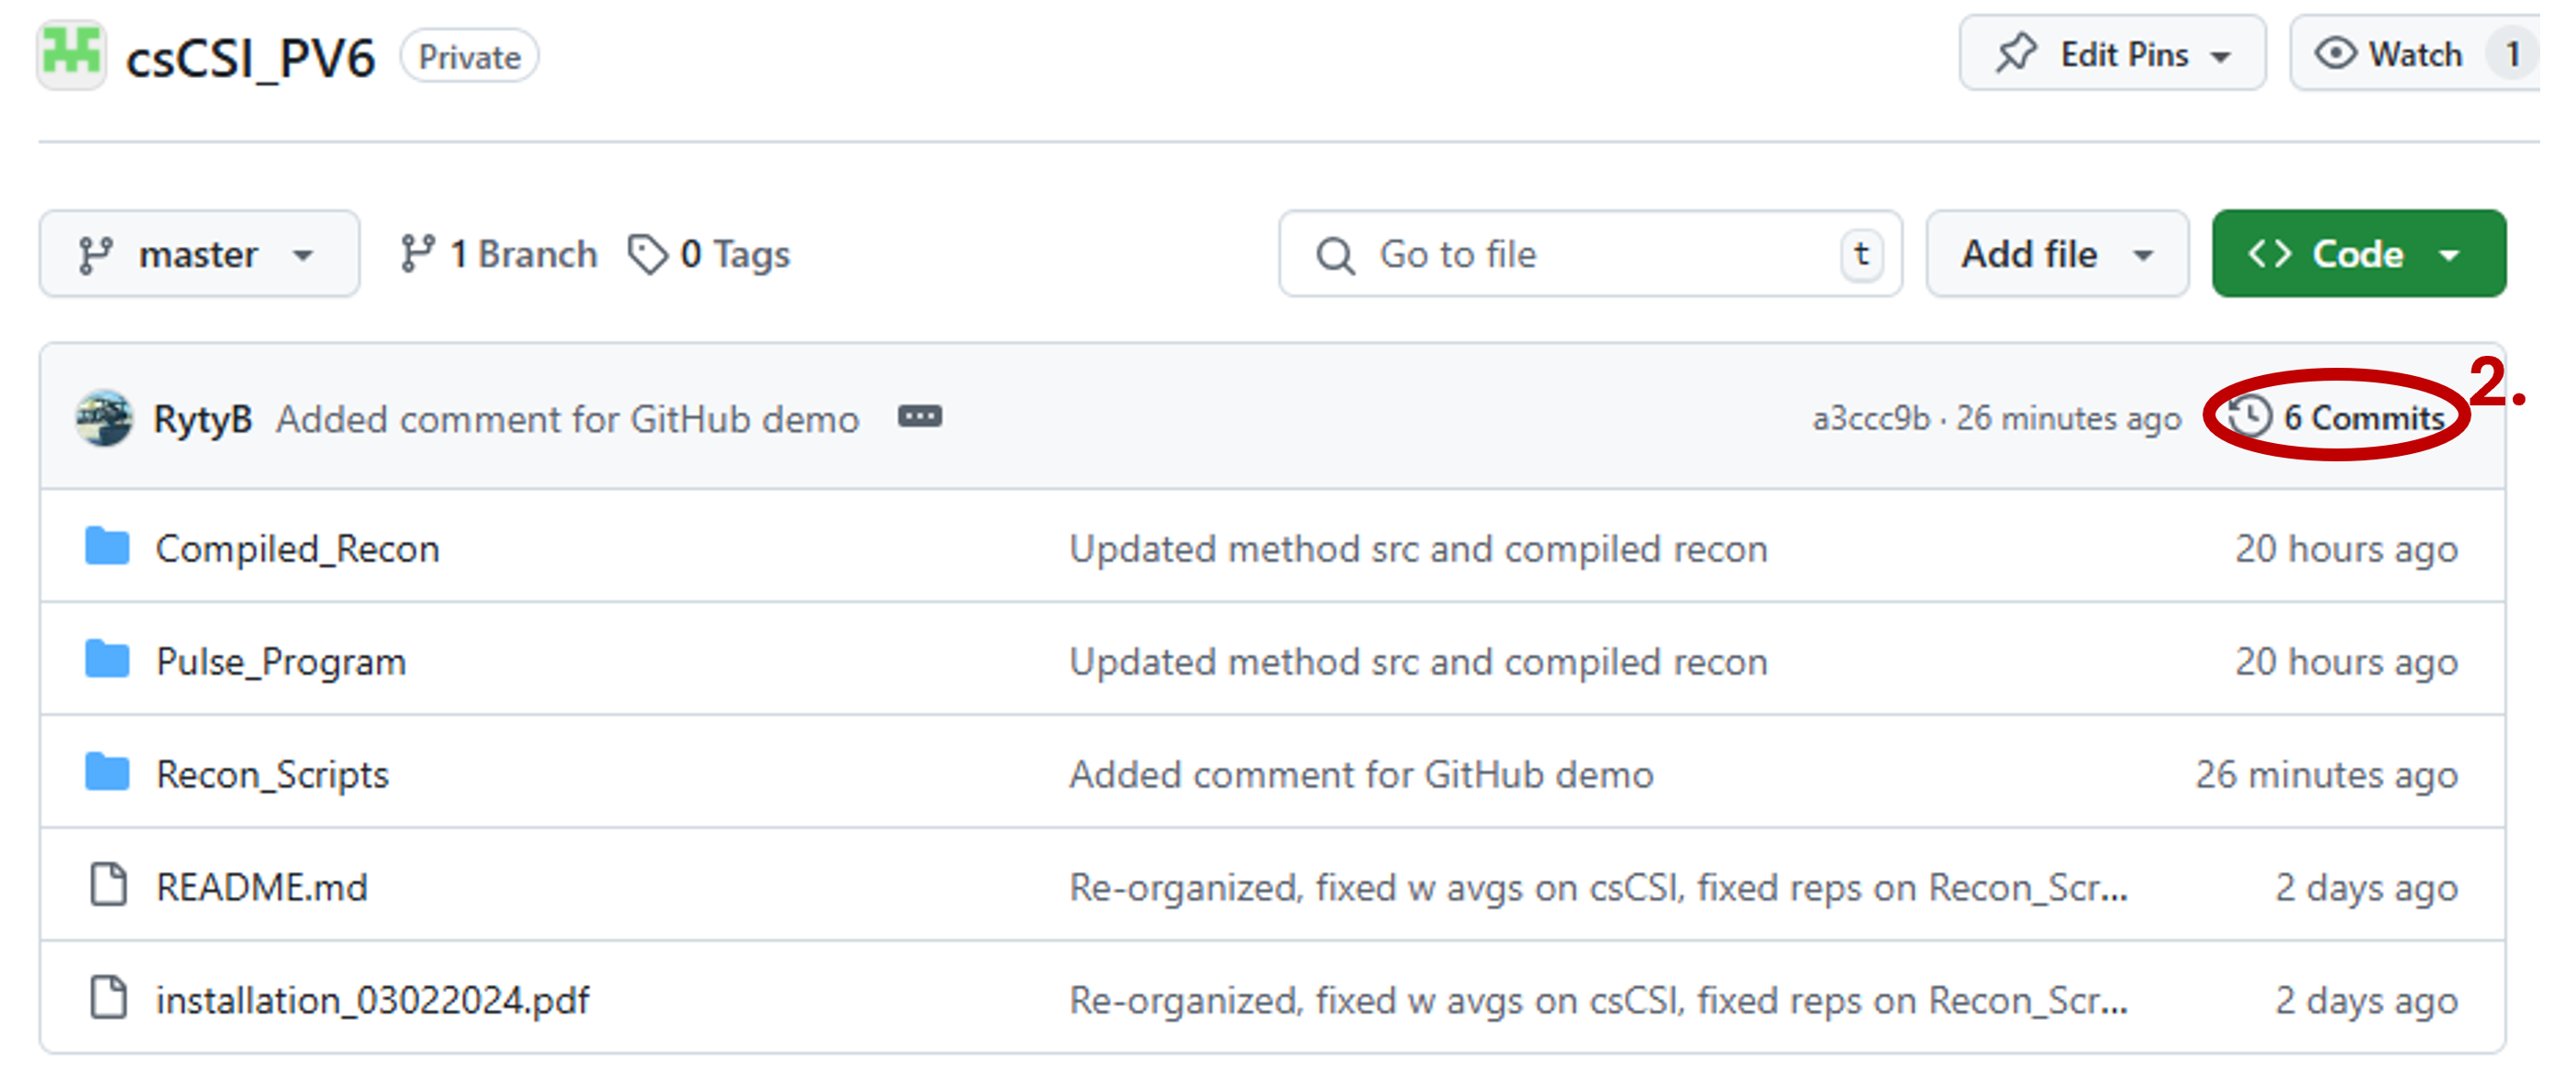 csCSI_PV6 Private Edit Pins Watch 1
master 1 Branch 0 Tags Go to file t Add file <> Code
2.
RytyB Added comment for GitHub demo ... a3ccc9b · 26 minutes ago 6 Commits
Compiled_Recon Updated method src and compiled recon 20 hours ago
Pulse_Program Updated method src and compiled recon 20 hours ago
Recon_Scripts Added comment for GitHub demo 26 minutes ago
README.md Re-organized, fixed w avgs on csCSI, fixed reps on Recon_Scr... 2 days ago
installation_03022024.pdf Re-organized, fixed w avgs on csCSI, fixed reps on Recon_Scr... 2 days ago